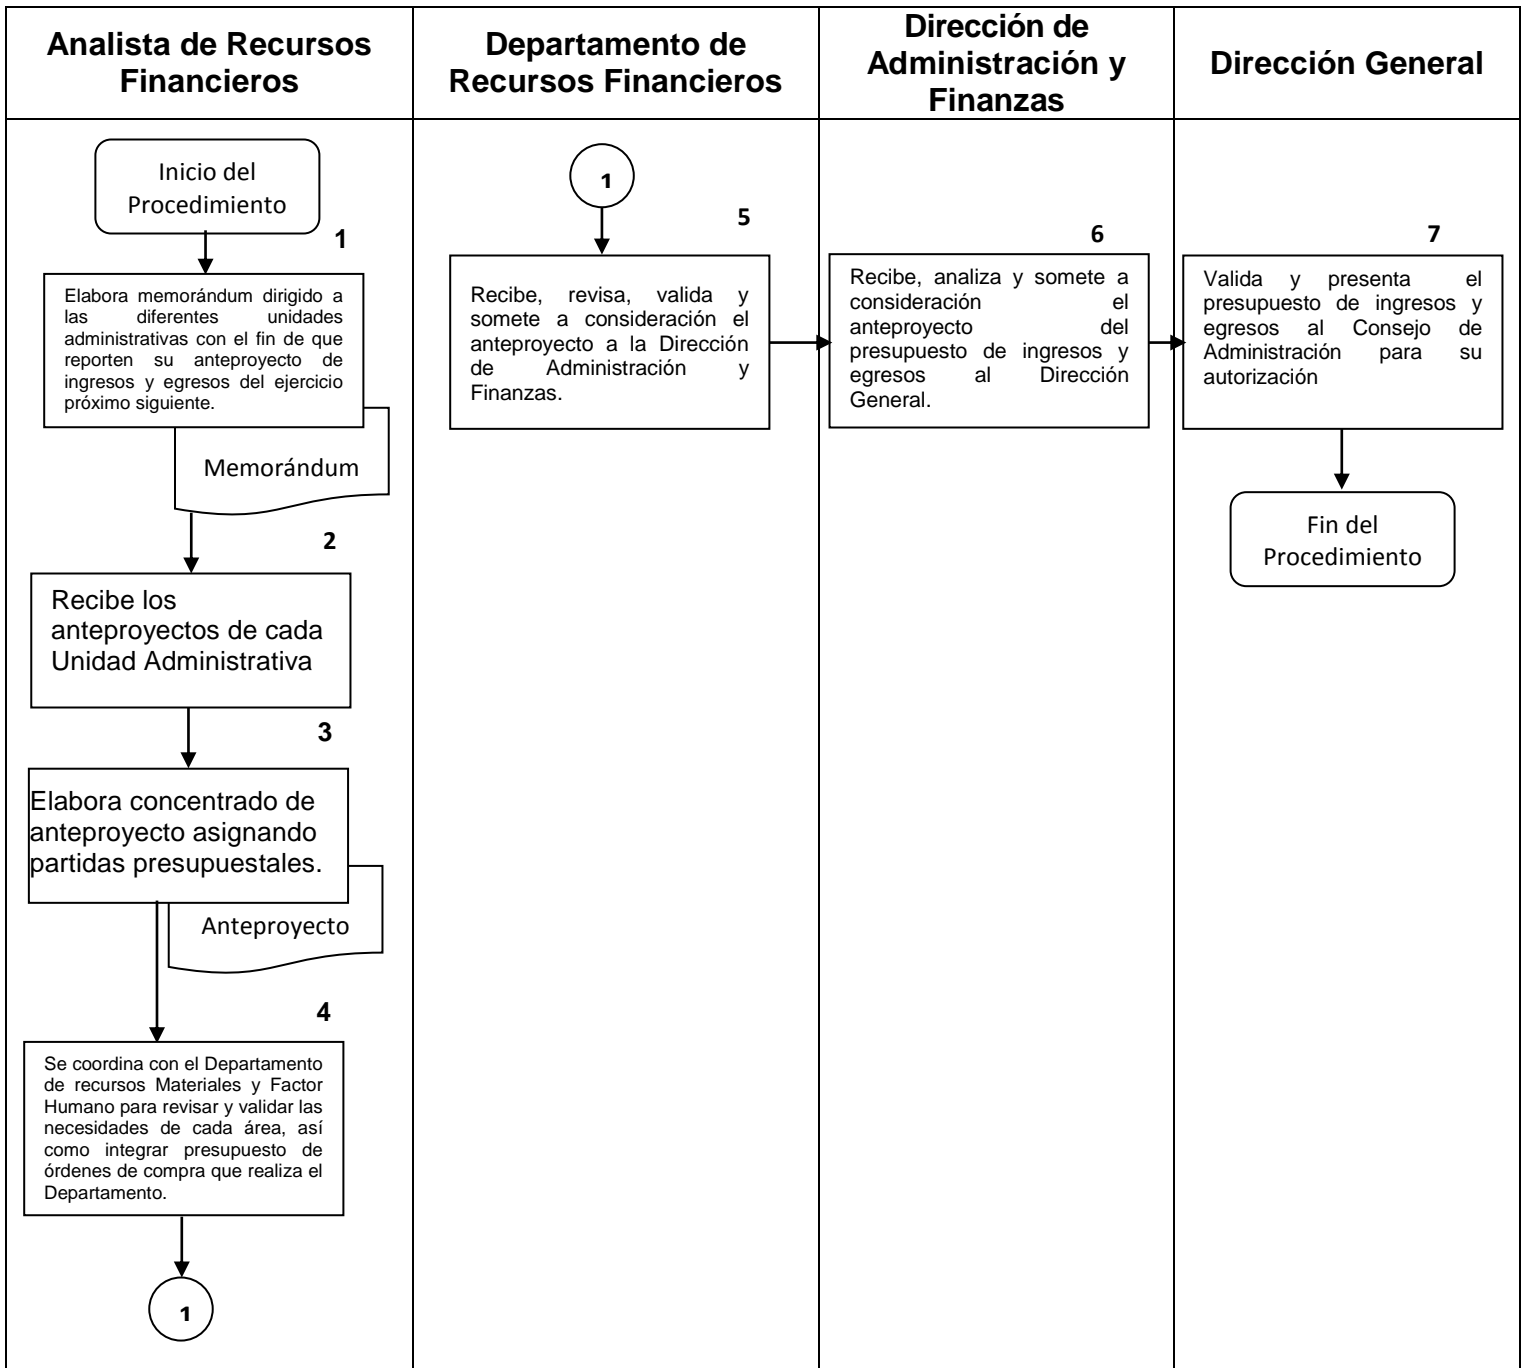 Analista de Recursos
Financieros
Departamento de
Recursos Financieros
Dirección de
Administración y
Finanzas
Dirección General
Inicio del
Procedimiento
1
Elabora memorándum dirigido a
las diferentes unidades
administrativas con el fin de que
reporten su anteproyecto de
ingresos y egresos del ejercicio
próximo siguiente.
Memorándum
2
Recibe los
anteproyectos de cada
Unidad Administrativa
3
Elabora concentrado de
anteproyecto asignando
partidas presupuestales.
Anteproyecto
4
Se coordina con el Departamento
de recursos Materiales y Factor
Humano para revisar y validar las
necesidades de cada área, así
como integrar presupuesto de
órdenes de compra que realiza el
Departamento.
1
1
5
Recibe, revisa, valida y
somete a consideración el
anteproyecto a la Dirección
de Administración y
Finanzas.
6
Recibe, analiza y somete a
consideración el
anteproyecto del
presupuesto de ingresos y
egresos al Dirección
General.
7
Valida y presenta el
presupuesto de ingresos y
egresos al Consejo de
Administración para su
autorización
Fin del
Procedimiento